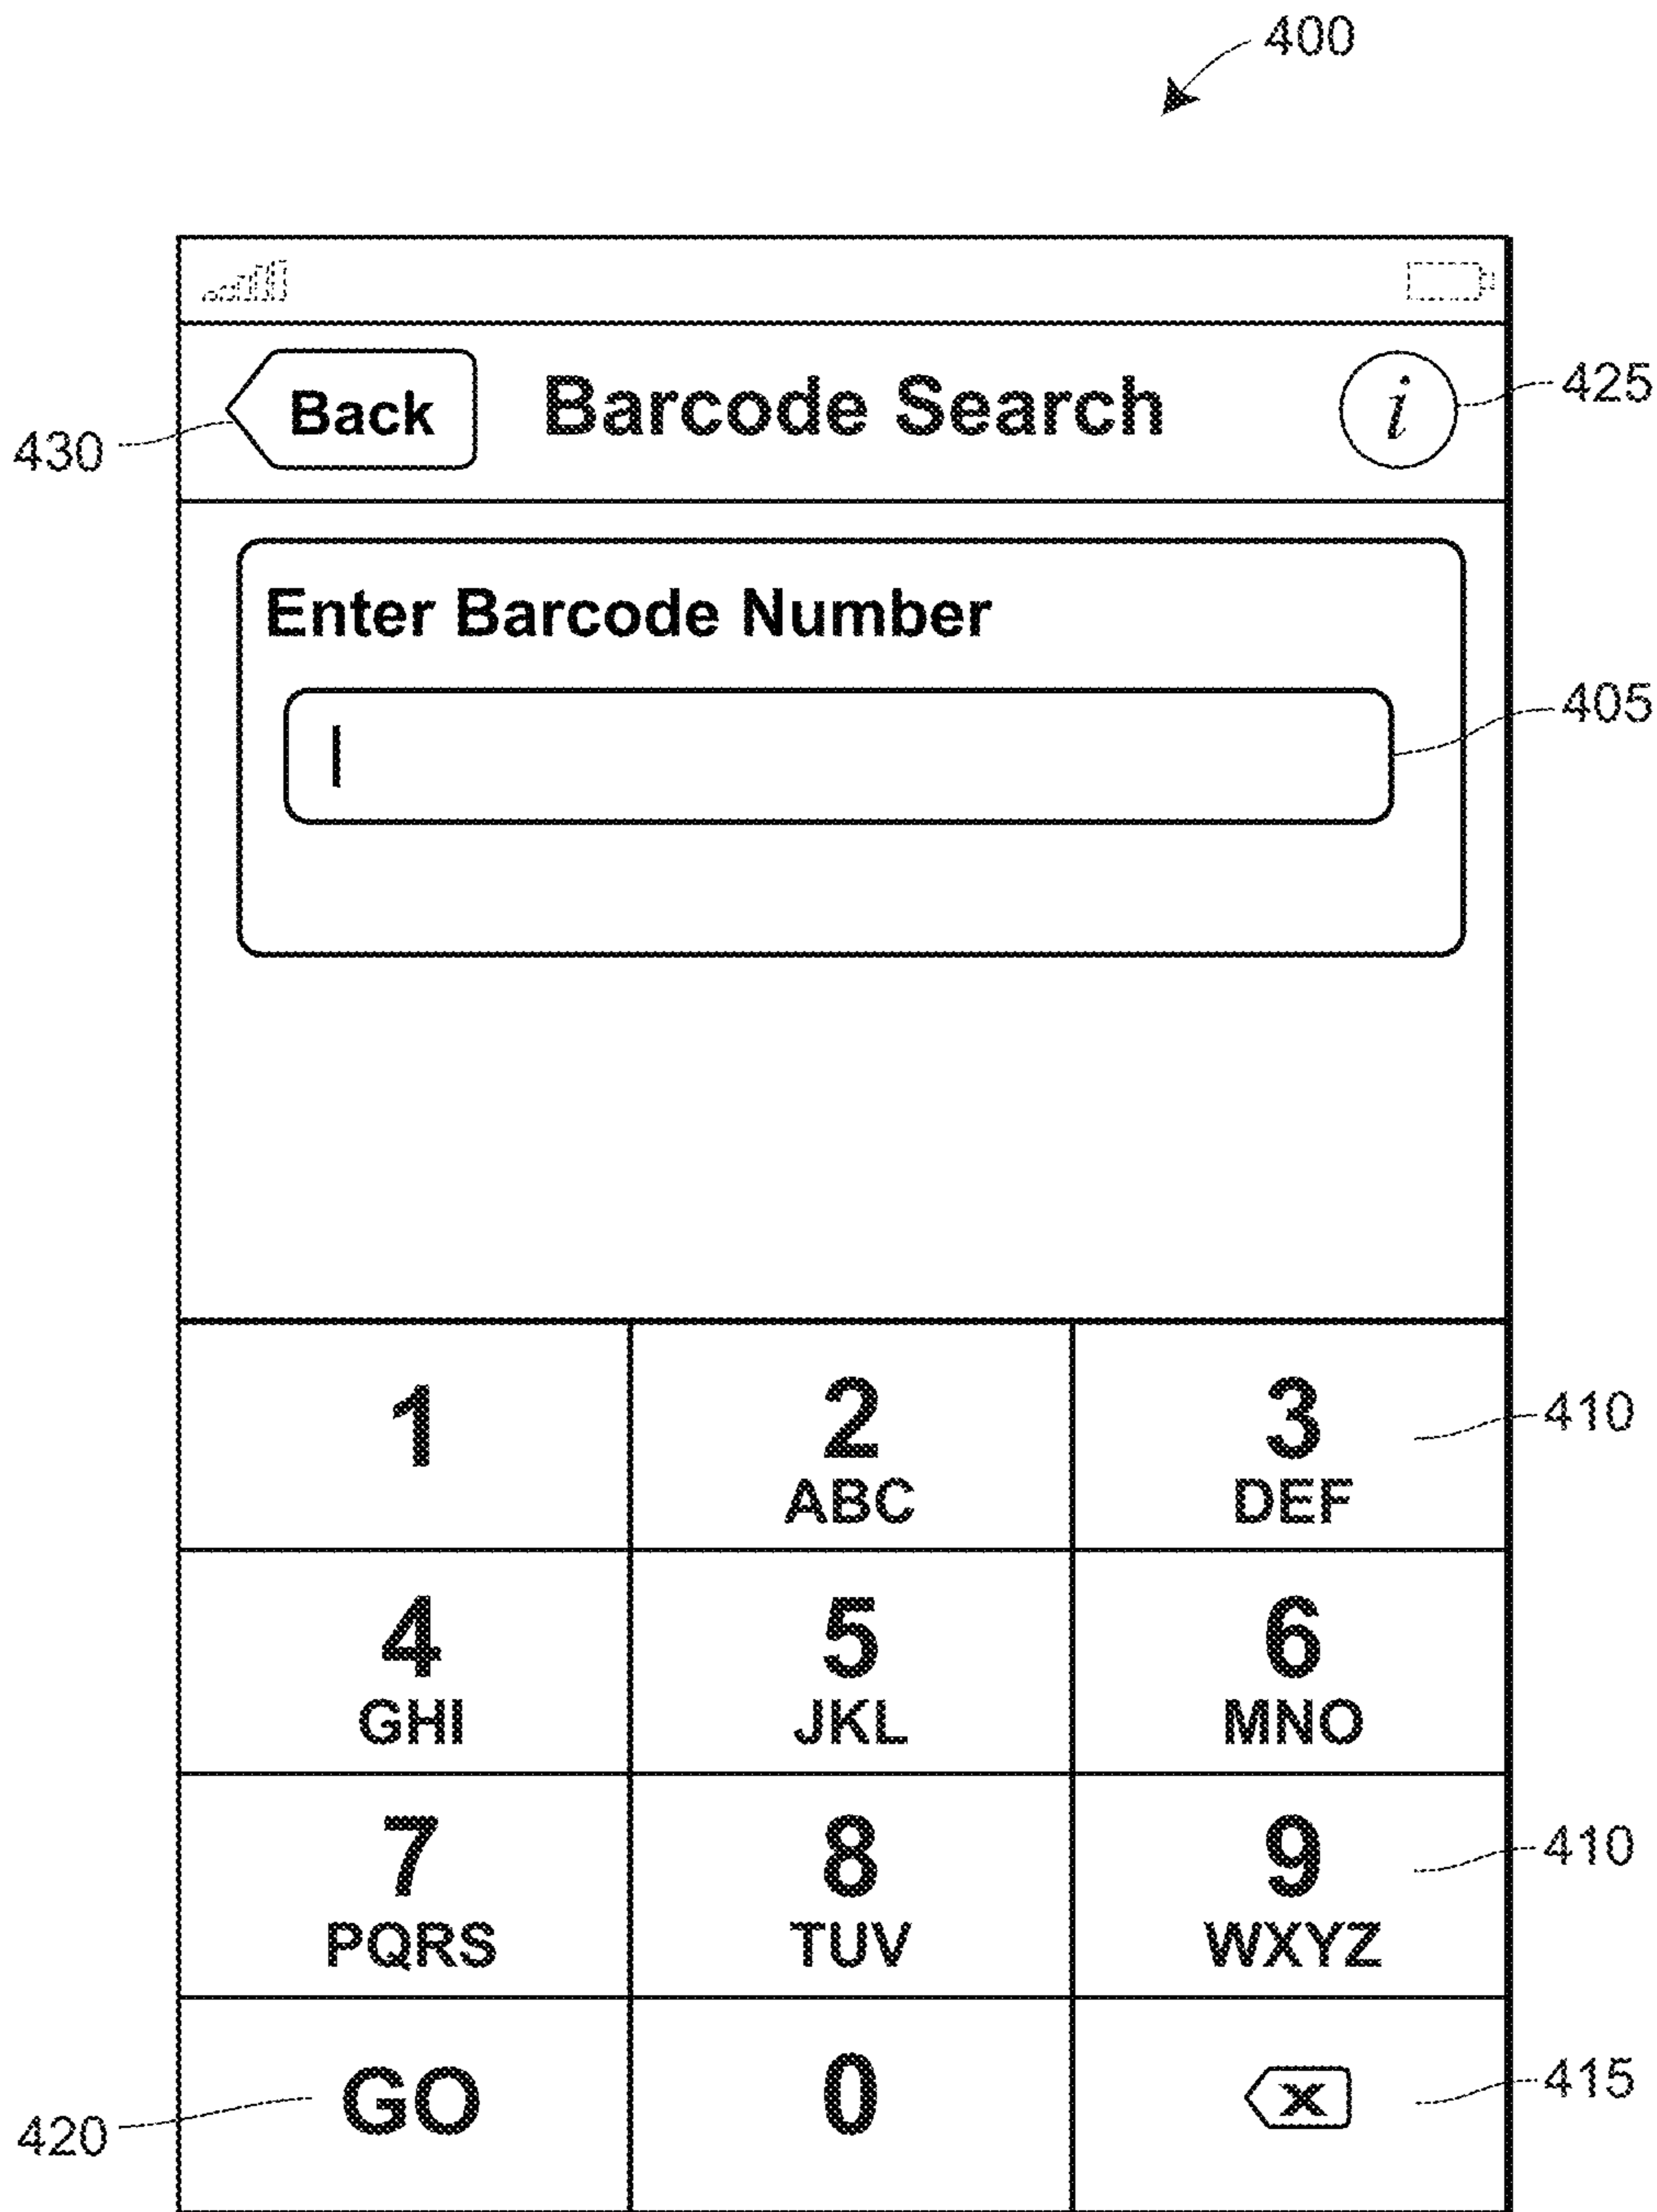 400
Back Barcode Search i 425
430
Enter Barcode Number
405
1 2 3 410
ABC DEF
4 5 6
GHI JKL MNO
7 8 9 410
PQRS TUV WXYZ
GO 0 X 415
420